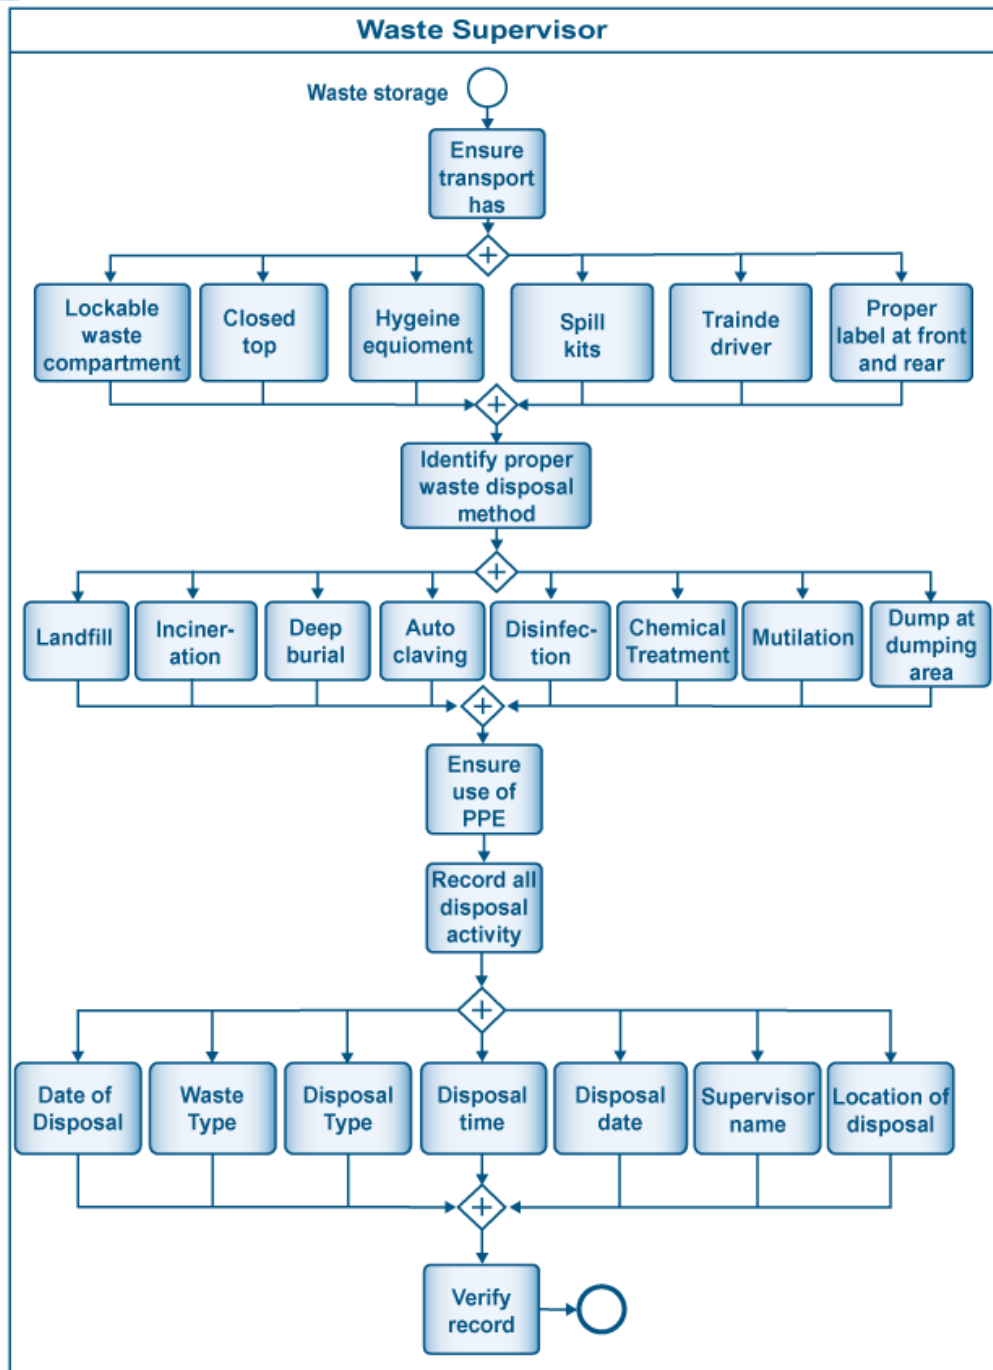 Waste Supervisor
Waste storage
Ensure
transport
has
Lockable
waste
compartment
Closed
top
Hygeine
equioment
Spill
kits
Trainde
driver
Proper
label at front
and rear
Identify proper
waste disposal
method
Landfill
Inciner-
ation
Deep
burial
Auto
claving
Disinfec-
tion
Chemical
Treatment
Mutilation
Dump at
dumping
area
Ensure
use of
PPE
Record all
disposal
activity
Date of
Disposal
Waste
Type
Disposal
Type
Disposal
time
Disposal
date
Supervisor
name
Location of
disposal
Verify
record